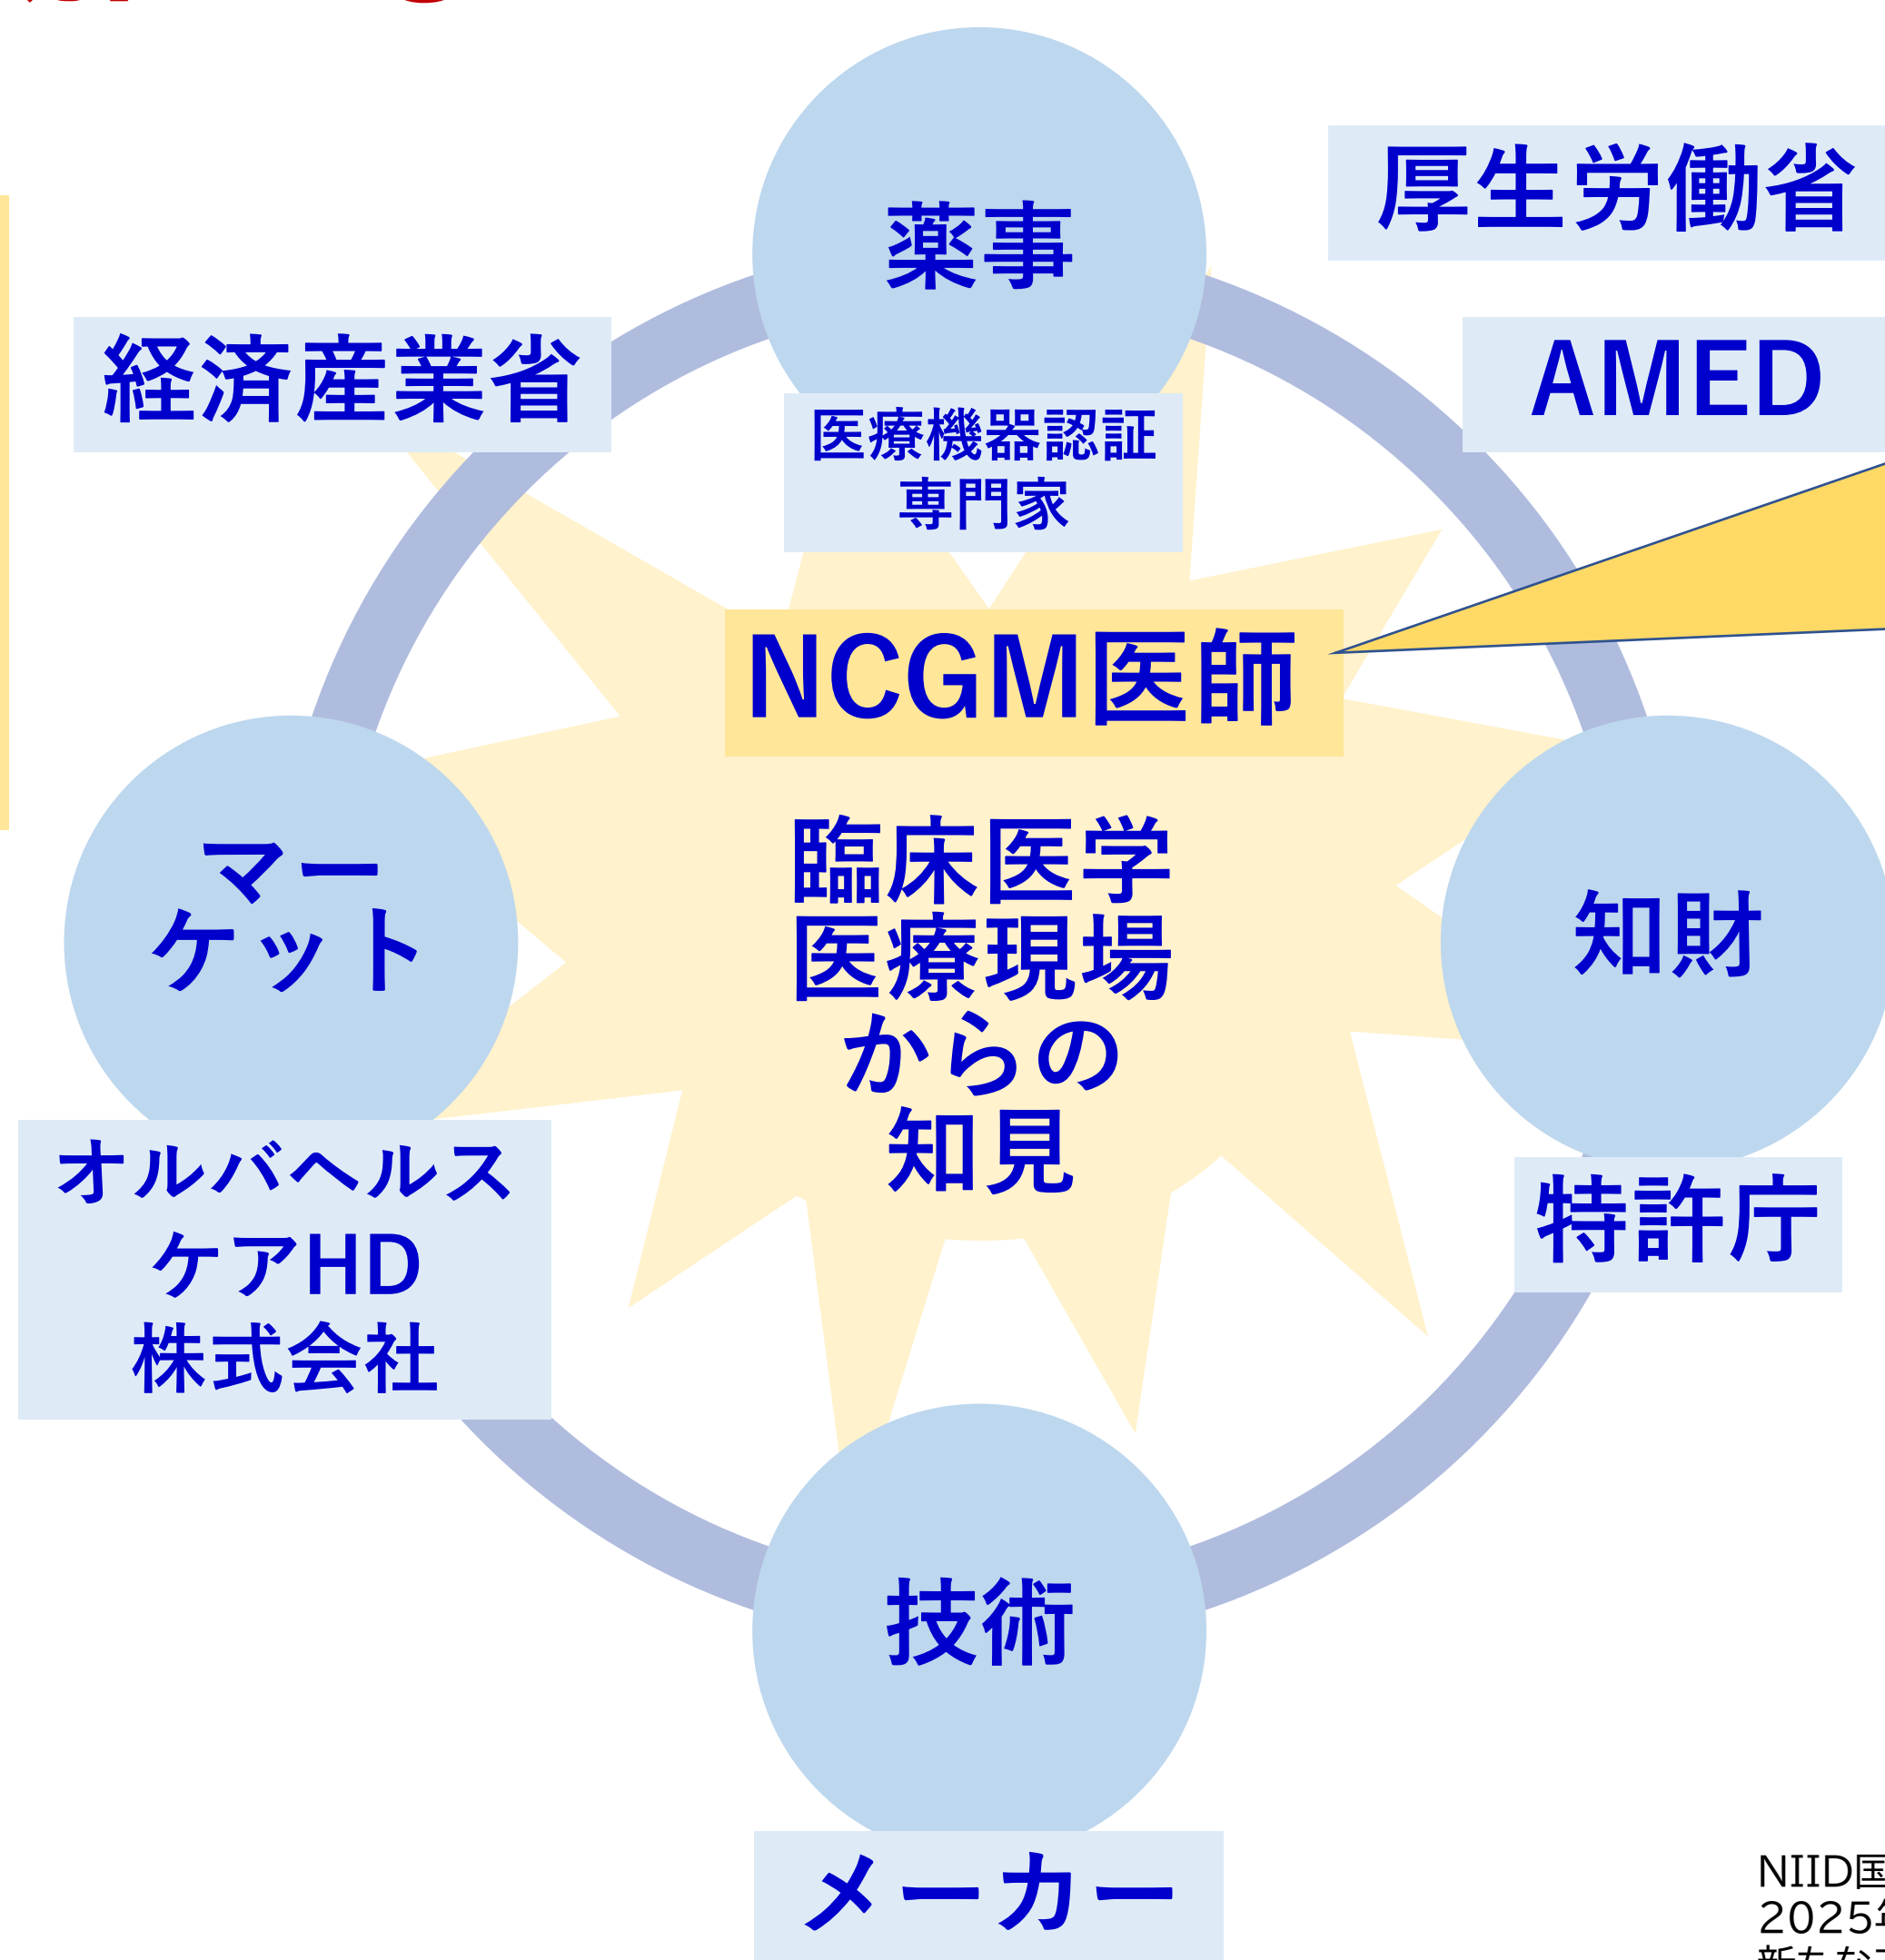 薬事
厚生労働省
経済産業省
AMED
医療機器認証
専門家
NCGM医師
臨床医学
医療現場
からの
知見
マー
ケット
知財
オルバヘルス
ケアHD
株式会社
特許庁
技術
メーカー
NIID国
2025年
新たな